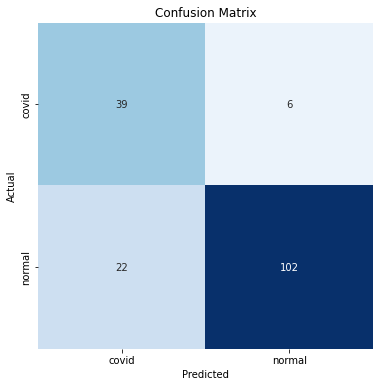 Confusion Matrix
covid
39
6
Actual
normal
22
102
covid
normal
Predicted